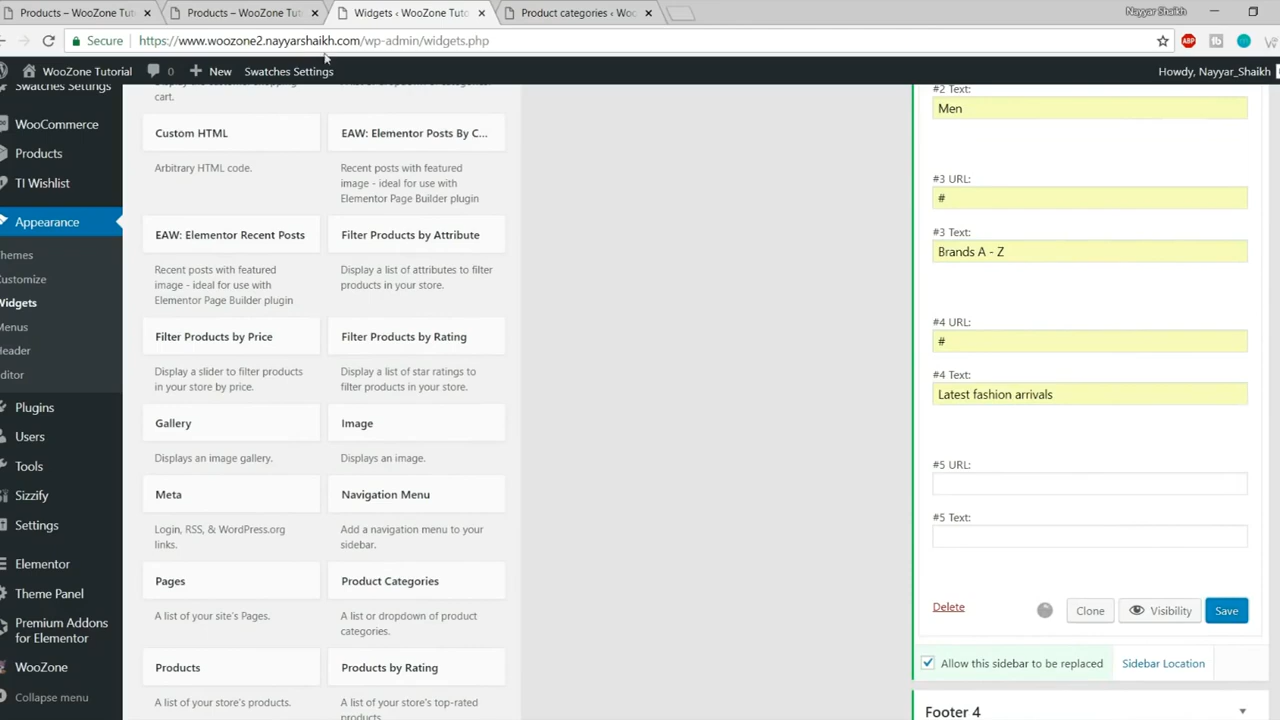 Products – WooZone Tuto
Products – WooZone Tuto
Widgets ‹ WooZone Tuto
Product categories ‹ Woo
Nayyar Shaikh
Secure
https://www.woozone2.nayyarshaikh.com/wp-admin/widgets.php
ABP
WooZone Tutorial
0
New
Swatches Settings
Howdy, Nayyar_Shaikh
Swatches Settings
WooCommerce
Products
TI Wishlist
Appearance
hemes
ustomize
Widgets
Menus
eader
ditor
Plugins
Users
Tools
Sizzify
Settings
Elementor
Theme Panel
Premium Addons
for Elementor
WooZone
Collapse menu
cart.
Custom HTML
Arbitrary HTML code.
EAW: Elementor Posts By C...
Recent posts with featured
image - ideal for use with
Elementor Page Builder plugin
EAW: Elementor Recent Posts
Recent posts with featured
image - ideal for use with
Elementor Page Builder plugin
Filter Products by Attribute
Display a list of attributes to filter
products in your store.
Filter Products by Price
Display a slider to filter products
in your store by price.
Filter Products by Rating
Display a list of star ratings to
filter products in your store.
Gallery
Displays an image gallery.
Image
Displays an image.
Meta
Login, RSS, & WordPress.org
links.
Navigation Menu
Add a navigation menu to your
sidebar.
Pages
A list of your site's Pages.
Product Categories
A list or dropdown of product
categories.
Products
A list of your store's products.
Products by Rating
A list of your store's top-rated
products.
#2 Text:
Men
#3 URL:
#
#3 Text:
Brands A - Z
#4 URL:
#
#4 Text:
Latest fashion arrivals
#5 URL:
#5 Text:
Delete
Clone
Visibility
Save
Allow this sidebar to be replaced
Sidebar Location
Footer 4